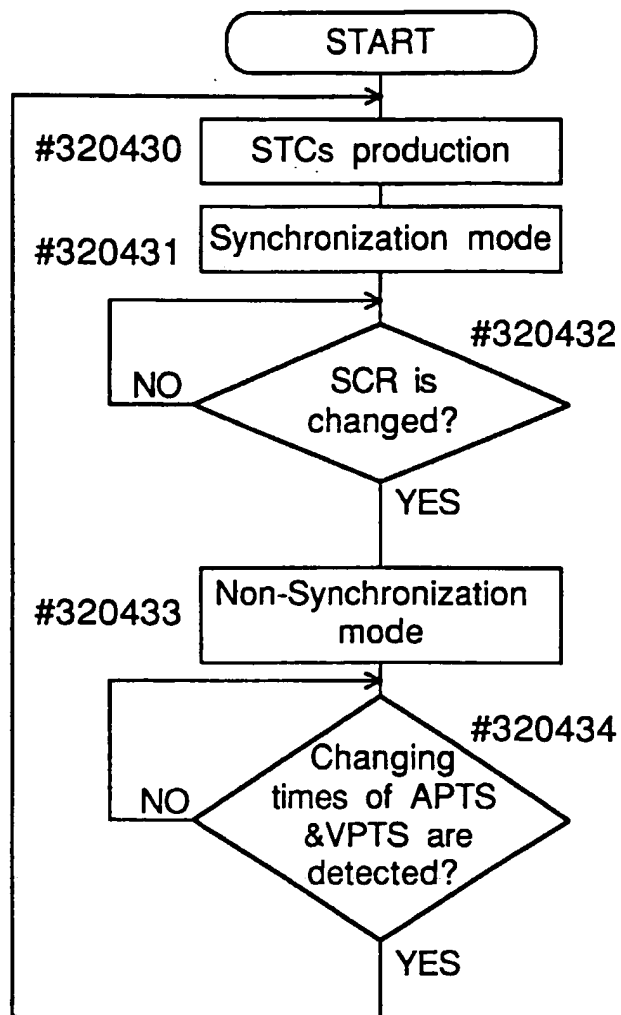 START
#320430
STCs production
#320431
Synchronization mode
#320432
SCR is
changed?
NO
YES
#320433
Non-Synchronization
mode
#320434
Changing
times of APTS
&VPTS are
detected?
NO
YES